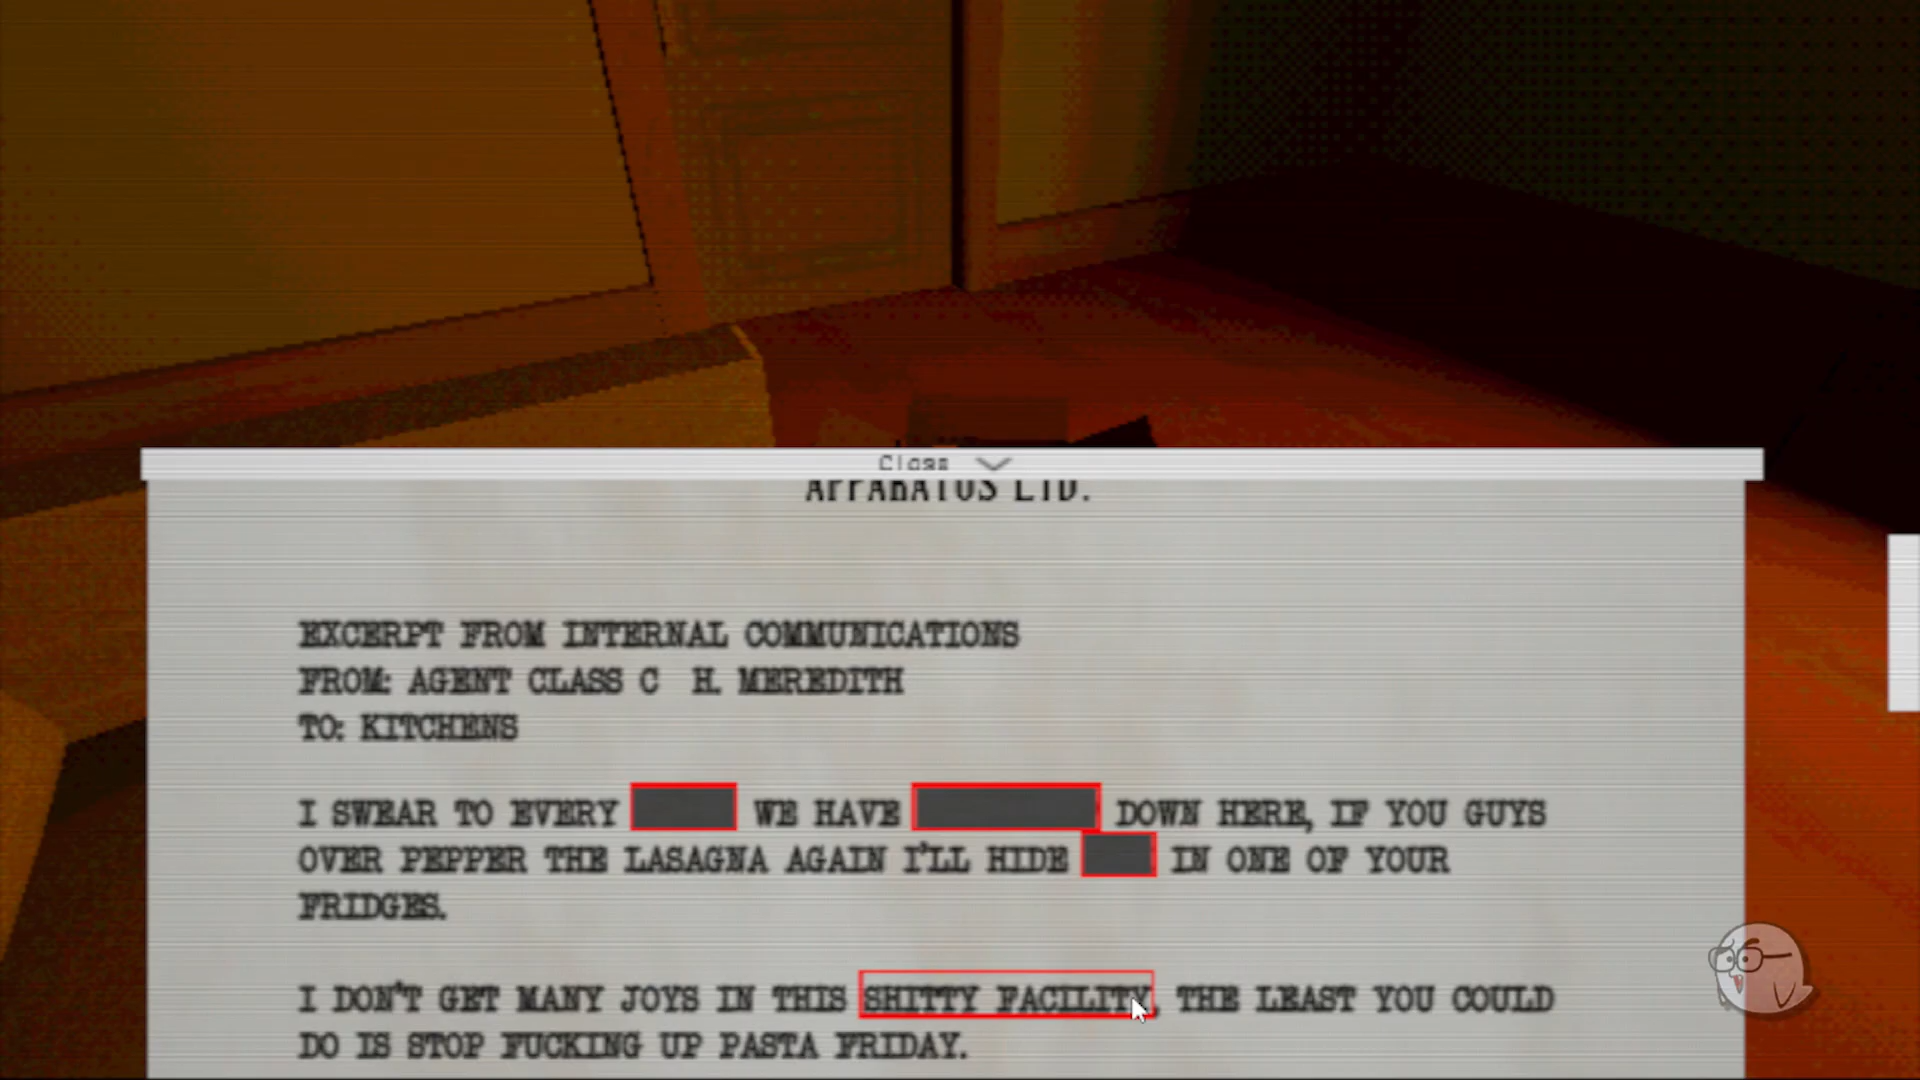 Class
APPARATUS LTD.
EXCERPT FROM INTERNAL COMMUNICATIONS
FROM: AGENT CLASS C H. MEREDITH
TO: KITCHENS
I SWEAR TO EVERY WE HAVE DOWN HERE, IF YOU GUYS
OVER PEPPER THE LASAGNA AGAIN I'LL HIDE IN ONE OF YOUR
FRIDGES.
I DON'T GET MANY JOYS IN THIS SHITTY FACILITY, THE LEAST YOU COULD
DO IS STOP FUCKING UP PASTA FRIDAY.